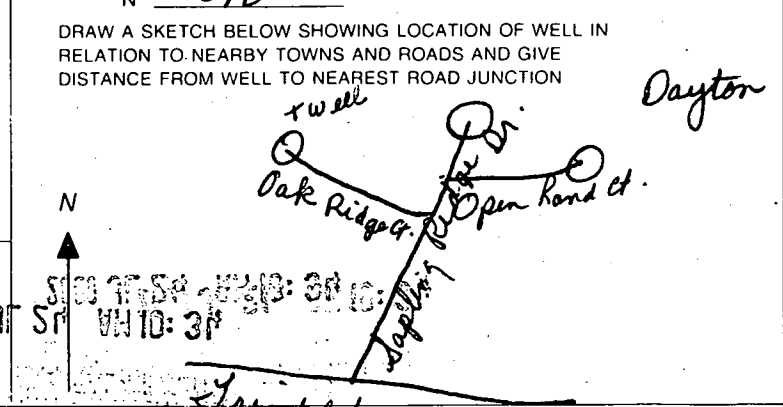 N
DRAW A SKETCH BELOW SHOWING LOCATION OF WELL IN
RELATION TO NEARBY TOWNS AND ROADS AND GIVE
DISTANCE FROM WELL TO NEAREST ROAD JUNCTION
Dayton
+ well
Oak Ridge Ct.
Sapling Ridge Dr.
Open Hand Ct.
N